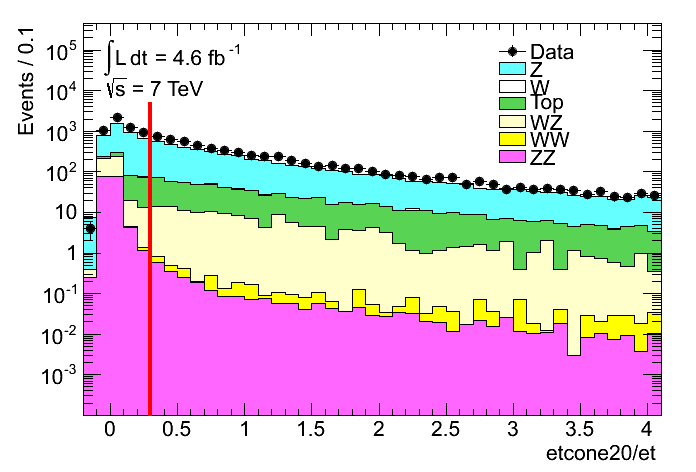 Events / 0.1
10⁵
10⁴
10³
10²
10
1
10⁻¹
10⁻²
10⁻³
∫L dt = 4.6 fb⁻¹
√s = 7 TeV
Data
Z
W
Top
WZ
WW
ZZ
0 0.5 1 1.5 2 2.5 3 3.5 4
etcone20/et